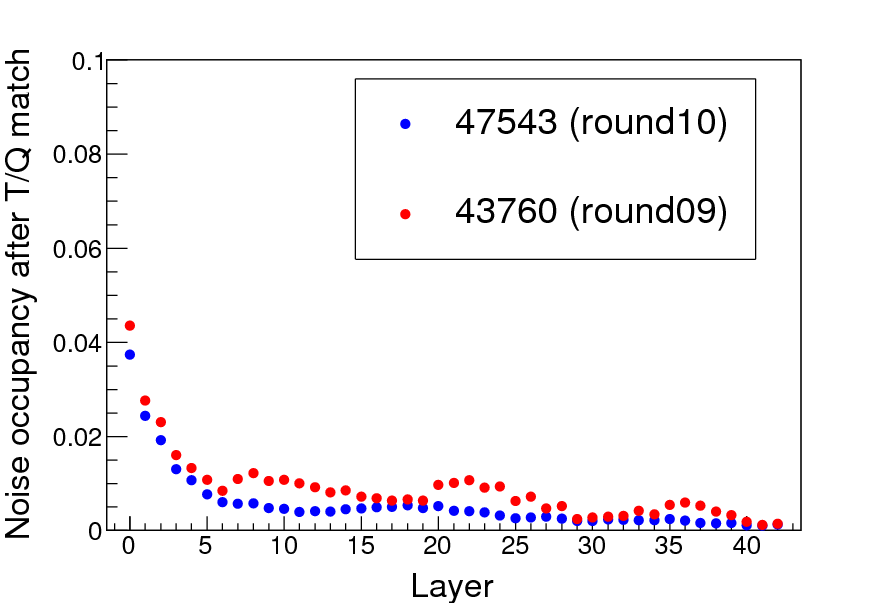 Noise occupancy after T/Q match
0.1
0.08
0.06
0.04
0.02
0
47543 (round10)
43760 (round09)
0 5 10 15 20 25 30 35 40
Layer